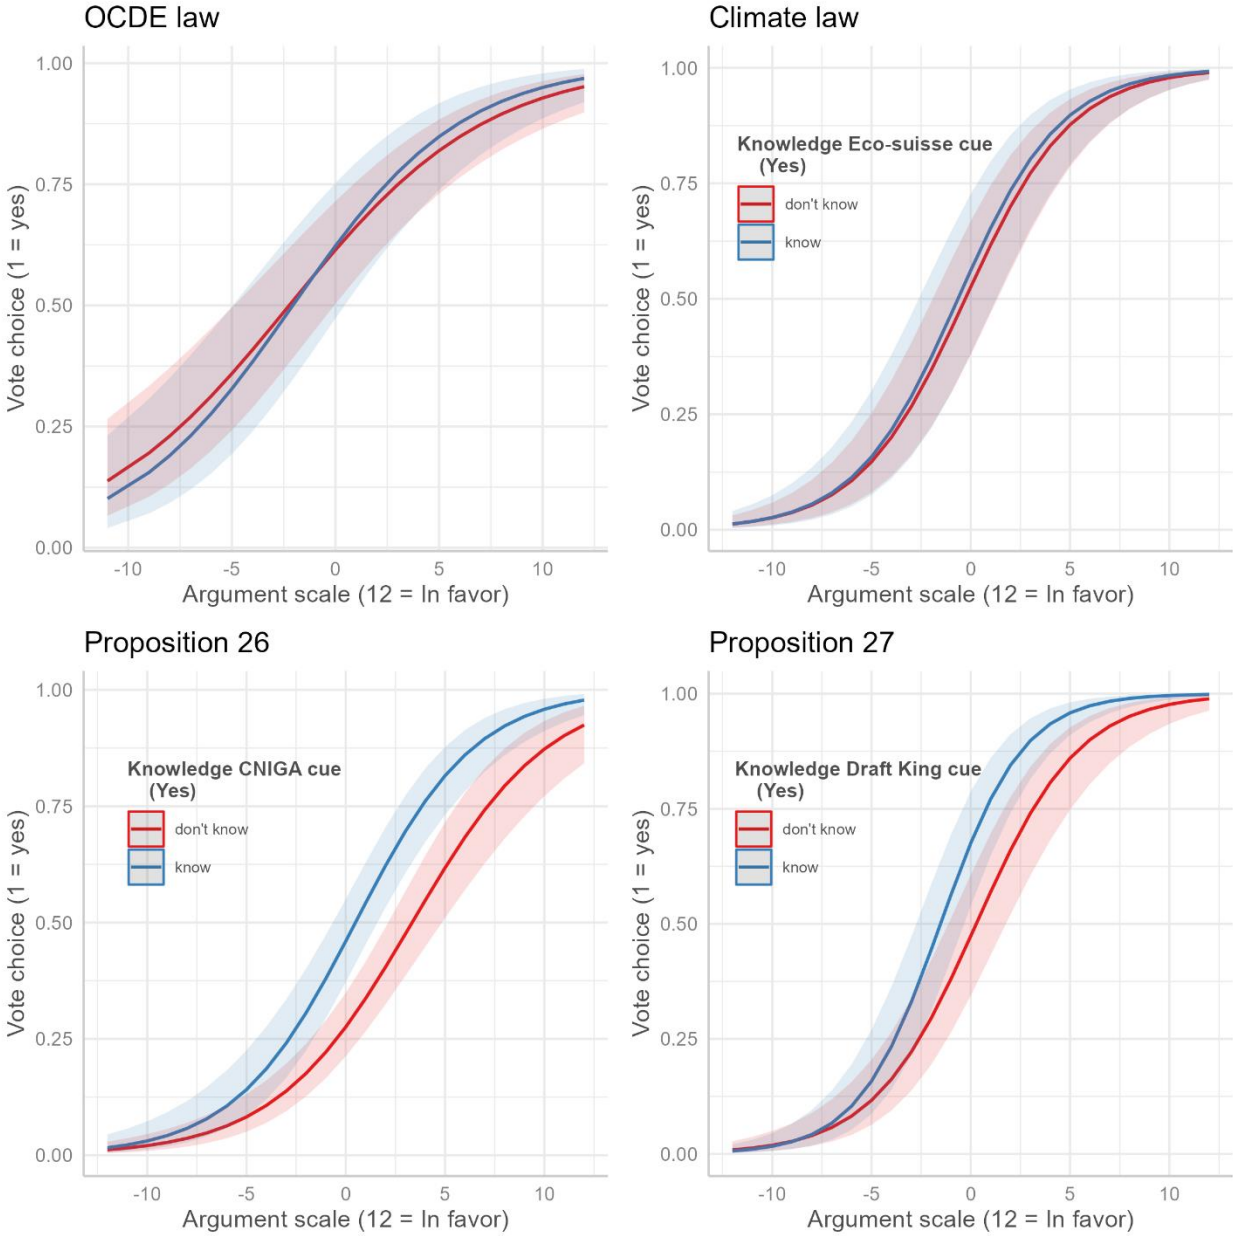 OCDE law
1.00
0.75
0.50
0.25
0.00
Vote choice (1 = yes)
-10 -5 0 5 10
Argument scale (12 = In favor)
Climate law
1.00
0.75
0.50
0.25
0.00
Vote choice (1 = yes)
Knowledge Eco-suisse cue
(Yes)
don't know
know
-10 -5 0 5 10
Argument scale (12 = In favor)
Proposition 26
1.00
0.75
0.50
0.25
0.00
Vote choice (1 = yes)
Knowledge CNIGA cue
(Yes)
don't know
know
-10 -5 0 5 10
Argument scale (12 = In favor)
Proposition 27
1.00
0.75
0.50
0.25
0.00
Vote choice (1 = yes)
Knowledge Draft King cue
(Yes)
don't know
know
-10 -5 0 5 10
Argument scale (12 = In favor)